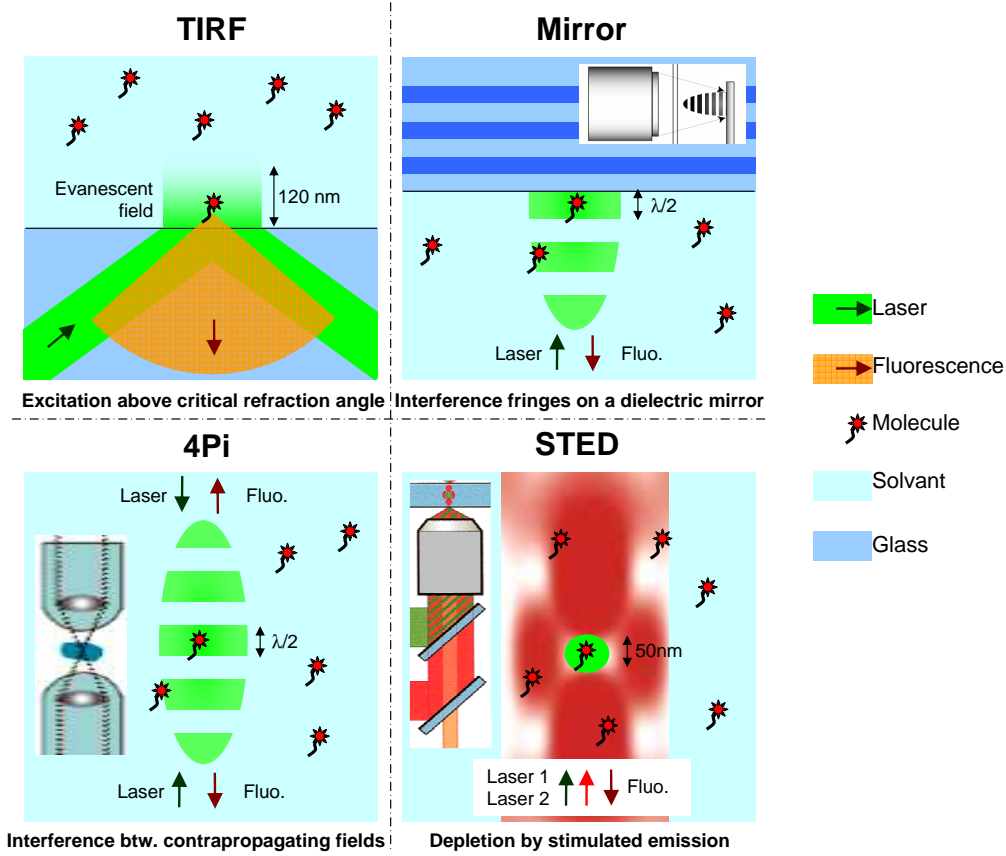 TIRF
Evanescent
field
120 nm
Excitation above critical refraction angle
Mirror
λ/2
Laser
Fluo.
Interference fringes on a dielectric mirror
4Pi
Laser
Fluo.
λ/2
Laser
Fluo.
Interference btw. contrapropagating fields
STED
50nm
Laser 1
Laser 2
Fluo.
Depletion by stimulated emission
Laser
Fluorescence
Molecule
Solvant
Glass